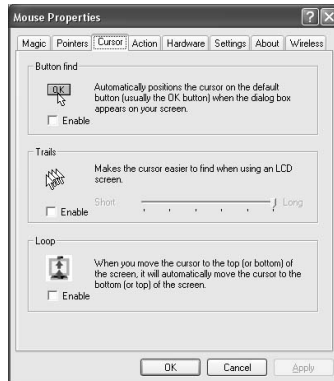 Mouse Properties
Magic Pointers Cursor Action Hardware Settings About Wireless
Button find
OK
Automatically positions the cursor on the default
button (usually the OK button) when the dialog box
appears on your screen.
Enable
Trails
Makes the cursor easier to find when using an LCD
screen.
Short Long
Enable
Loop
When you move the cursor to the top (or bottom) of
the screen, it will automatically move the cursor to the
bottom (or top) of the screen.
Enable
OK Cancel Apply